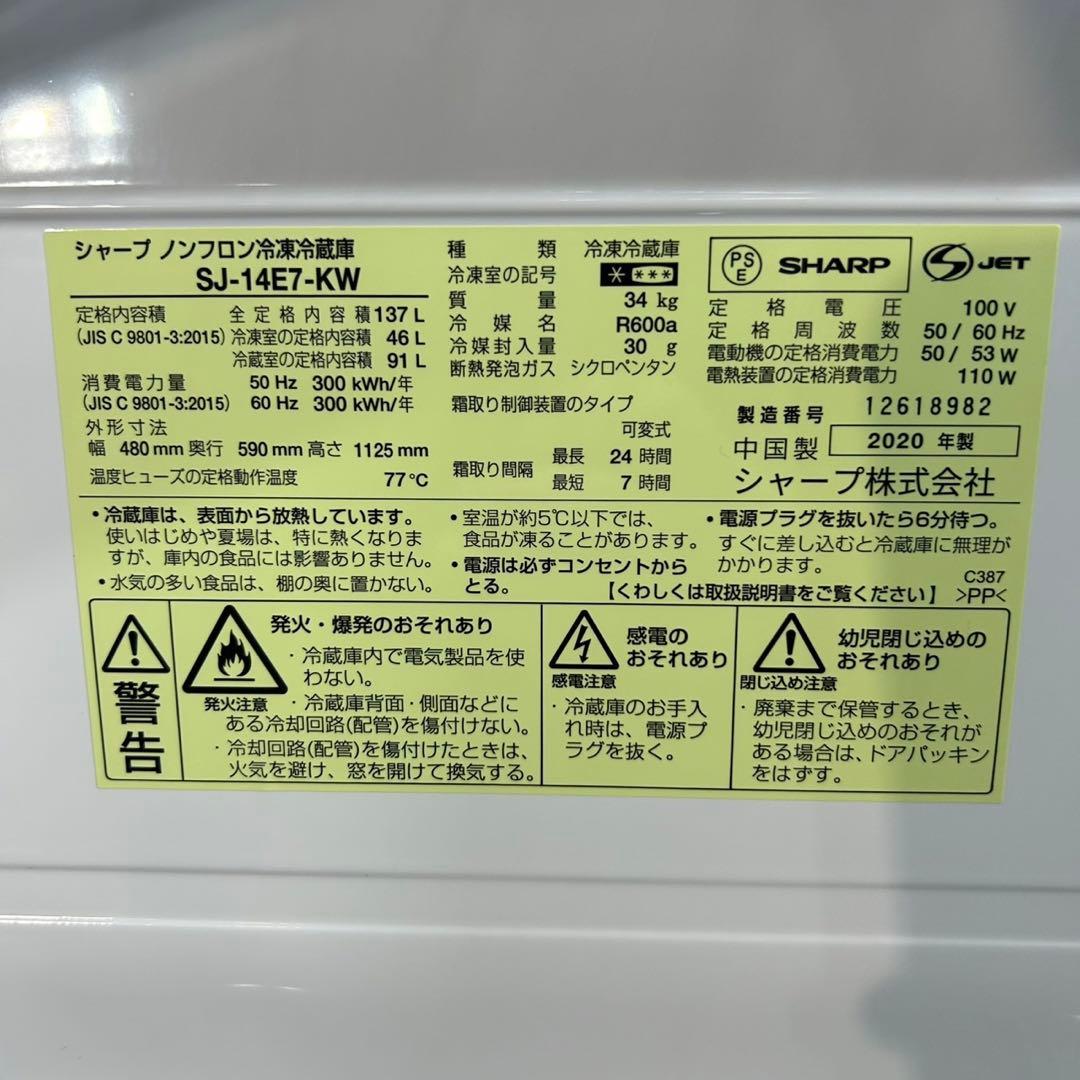 シャープ ノンフロン冷凍冷蔵庫
SJ-14E7-KW
定格内容積 全定格内容積 137 L
(JIS C 9801-3:2015) 冷凍室の定格内容積 46 L
冷蔵室の定格内容積 91 L
消費電力量 50 Hz 300 kWh/年
(JIS C 9801-3:2015) 60 Hz 300 kWh/年
外形寸法
幅 480 mm 奥行 590 mm 高さ 1125 mm
温度ヒューズの定格動作温度 77℃
種類 冷凍冷蔵庫
冷凍室の記号 * ***
質量 34 kg
冷媒名 R600a
冷媒封入量 30 g
断熱発泡ガス シクロペンタン
霜取り制御装置のタイプ
可変式
霜取り間隔 最長 24 時間
最短 7 時間
PS
E
SHARP
JET
定格電圧 100 V
定格周波数 50 / 60 Hz
電動機の定格消費電力 50 / 53 W
電熱装置の定格消費電力 110 W
製造番号 12618982
中国製 2020 年製
シャープ株式会社
・冷蔵庫は、表面から放熱しています。
使いはじめや夏場は、特に熱くなりま
すが、庫内の食品には影響ありません。
・水気の多い食品は、棚の奥に置かない。
・室温が約5℃以下では、
食品が凍ることがあります。
・電源は必ずコンセントから
とる。
・電源プラグを抜いたら6分待つ。
すぐに差し込むと冷蔵庫に無理が
かかります。
C387
【くわしくは取扱説明書をご覧ください】 >PP<
警告
発火・爆発のおそれあり
発火注意
・冷蔵庫内で電気製品を使
わない。
・冷蔵庫背面・側面などに
ある冷却回路(配管)を傷付けない。
・冷却回路(配管)を傷付けたときは、
火気を避け、窓を開けて換気する。
感電の
おそれあり
感電注意
・冷蔵庫のお手入
れ時は、電源プ
ラグを抜く。
幼児閉じ込めの
おそれあり
閉じ込め注意
・廃棄まで保管するとき、
幼児閉じ込めのおそれが
ある場合は、ドアパッキン
をはずす。